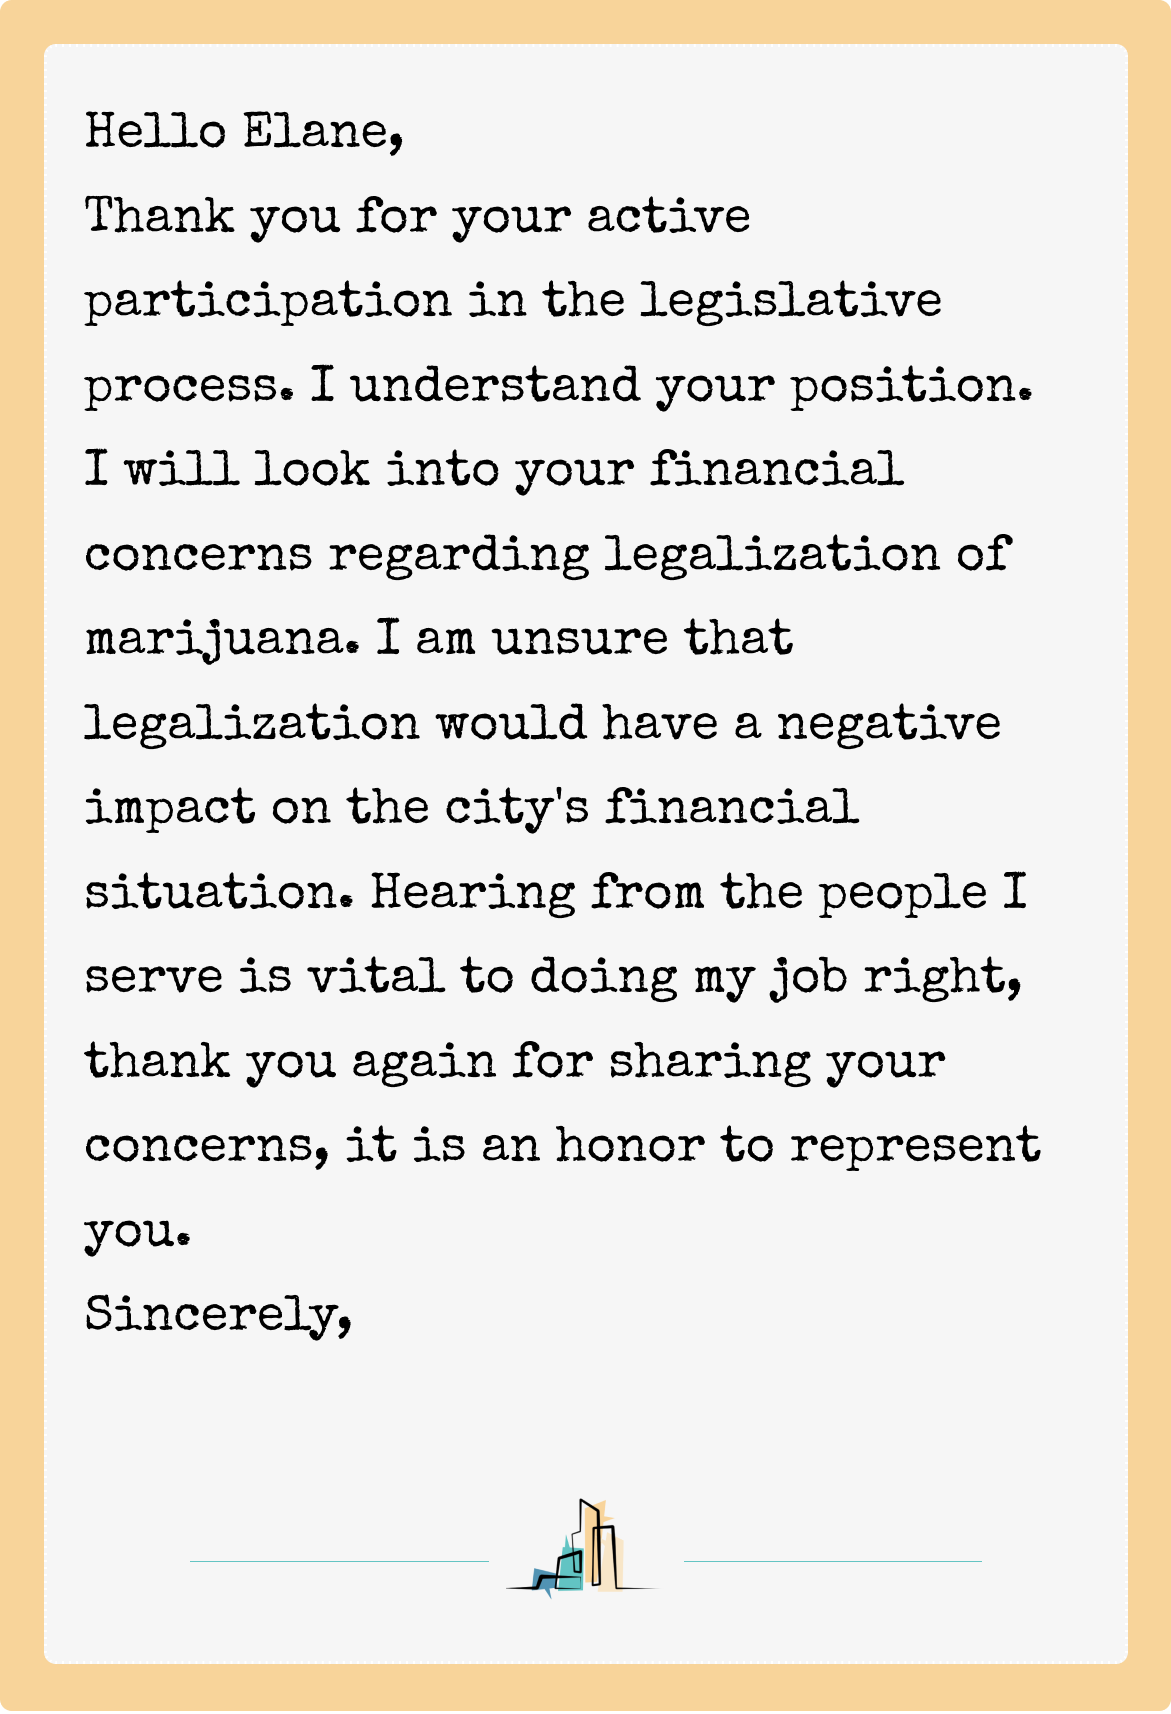 Hello Elane,
Thank you for your active
participation in the legislative
process. I understand your position.
I will look into your financial
concerns regarding legalization of
marijuana. I am unsure that
legalization would have a negative
impact on the city's financial
situation. Hearing from the people I
serve is vital to doing my job right,
thank you again for sharing your
concerns, it is an honor to represent
you.
Sincerely,